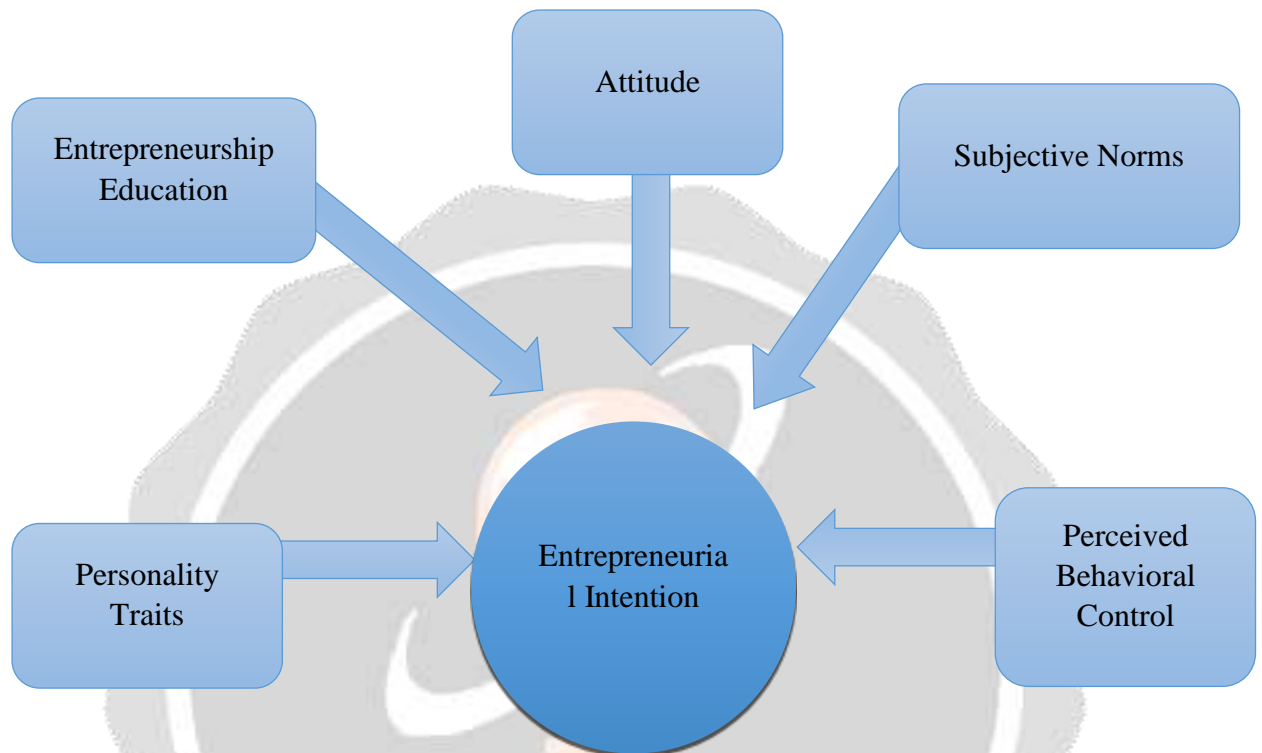 Attitude
Entrepreneurship
Education
Subjective Norms
Personality
Traits
Entrepreneuria
l Intention
Perceived
Behavioral
Control